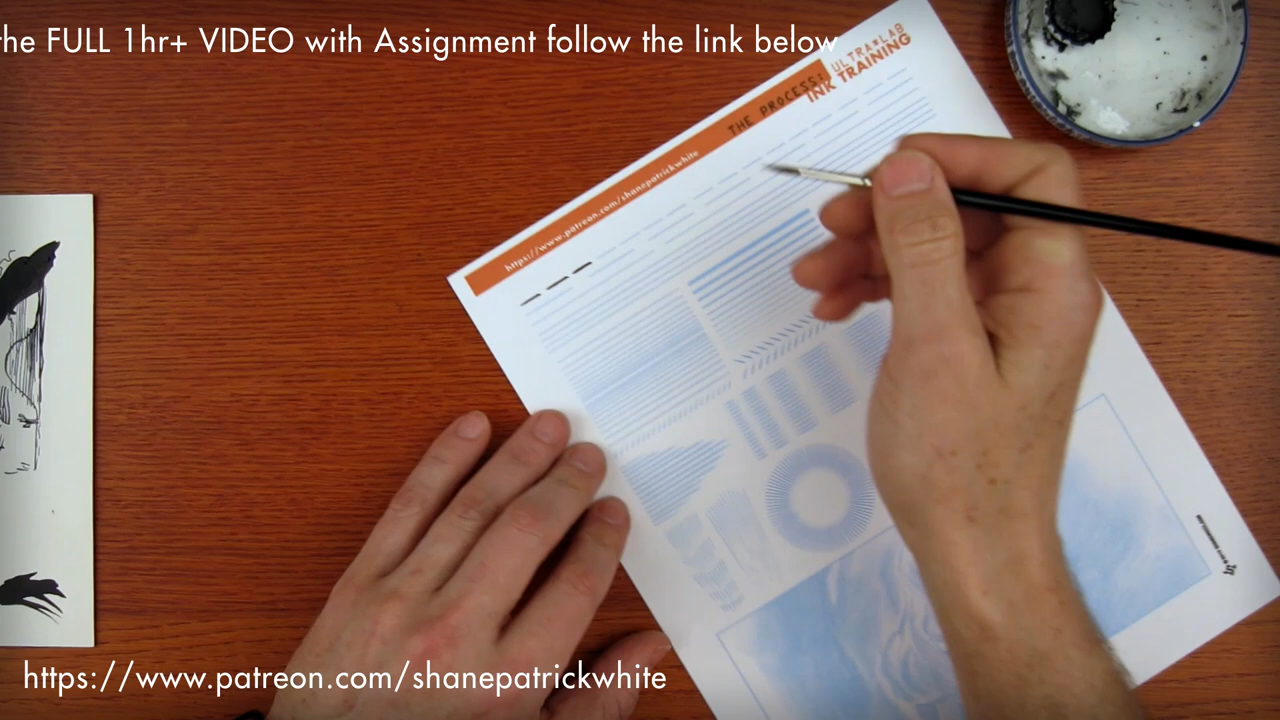 the FULL 1hr+ VIDEO with Assignment follow the link below
ULTRA★LAB
THE PROCESS: INK TRAINING
https://www.patreon.com/shanepatrickwhite
https://www.patreon.com/shanepatrickwhite